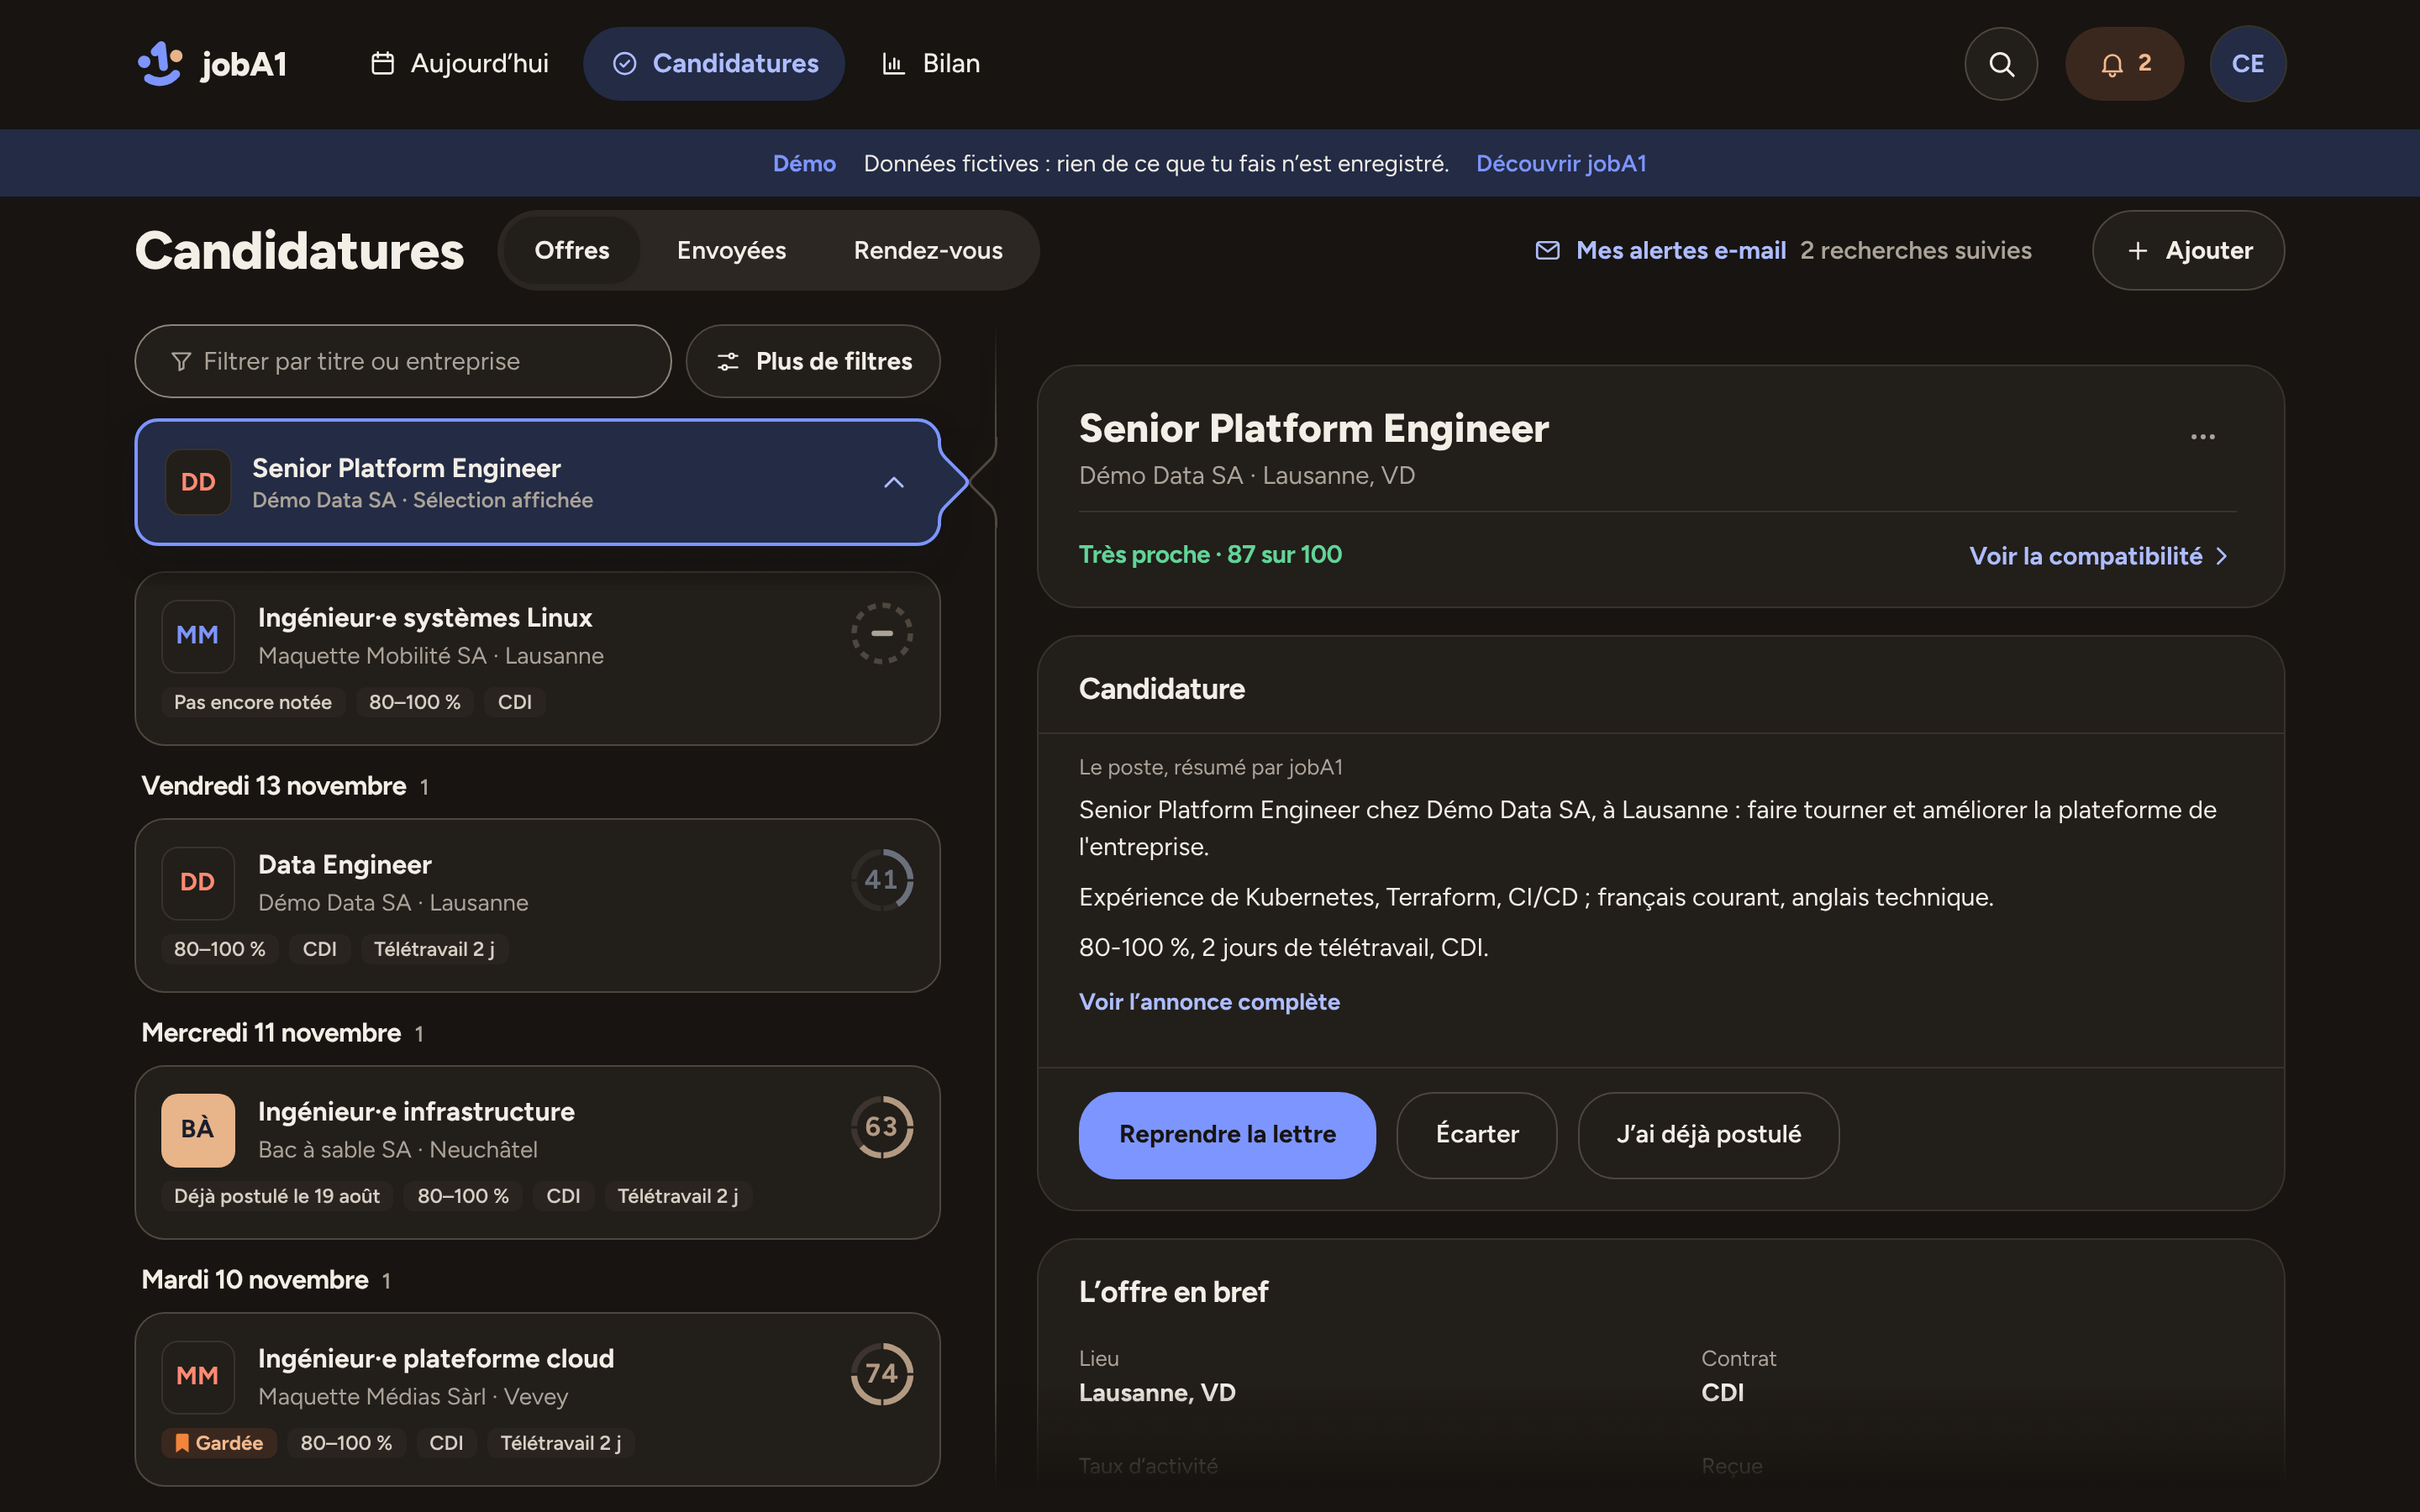 jobA1
Aujourd’hui
Candidatures
Bilan
2
CE
Démo Données fictives : rien de ce que tu fais n’est enregistré. Découvrir jobA1
Candidatures
Offres
Envoyées
Rendez-vous
Mes alertes e-mail 2 recherches suivies
Ajouter
Filtrer par titre ou entreprise
Plus de filtres
DD
Senior Platform Engineer
Démo Data SA · Sélection affichée
MM
Ingénieur·e systèmes Linux
Maquette Mobilité SA · Lausanne
Pas encore notée 80–100 % CDI
Vendredi 13 novembre 1
DD
Data Engineer
Démo Data SA · Lausanne
41
80–100 % CDI Télétravail 2 j
Mercredi 11 novembre 1
BÀ
Ingénieur·e infrastructure
Bac à sable SA · Neuchâtel
63
Déjà postulé le 19 août 80–100 % CDI Télétravail 2 j
Mardi 10 novembre 1
MM
Ingénieur·e plateforme cloud
Maquette Médias Sàrl · Vevey
74
Gardée 80–100 % CDI Télétravail 2 j
Senior Platform Engineer
Démo Data SA · Lausanne, VD
Très proche · 87 sur 100
Voir la compatibilité
Candidature
Le poste, résumé par jobA1
Senior Platform Engineer chez Démo Data SA, à Lausanne : faire tourner et améliorer la plateforme de
l'entreprise.
Expérience de Kubernetes, Terraform, CI/CD ; français courant, anglais technique.
80-100 %, 2 jours de télétravail, CDI.
Voir l’annonce complète
Reprendre la lettre
Écarter
J’ai déjà postulé
L’offre en bref
Lieu
Lausanne, VD
Contrat
CDI
Taux d’activité
Reçue